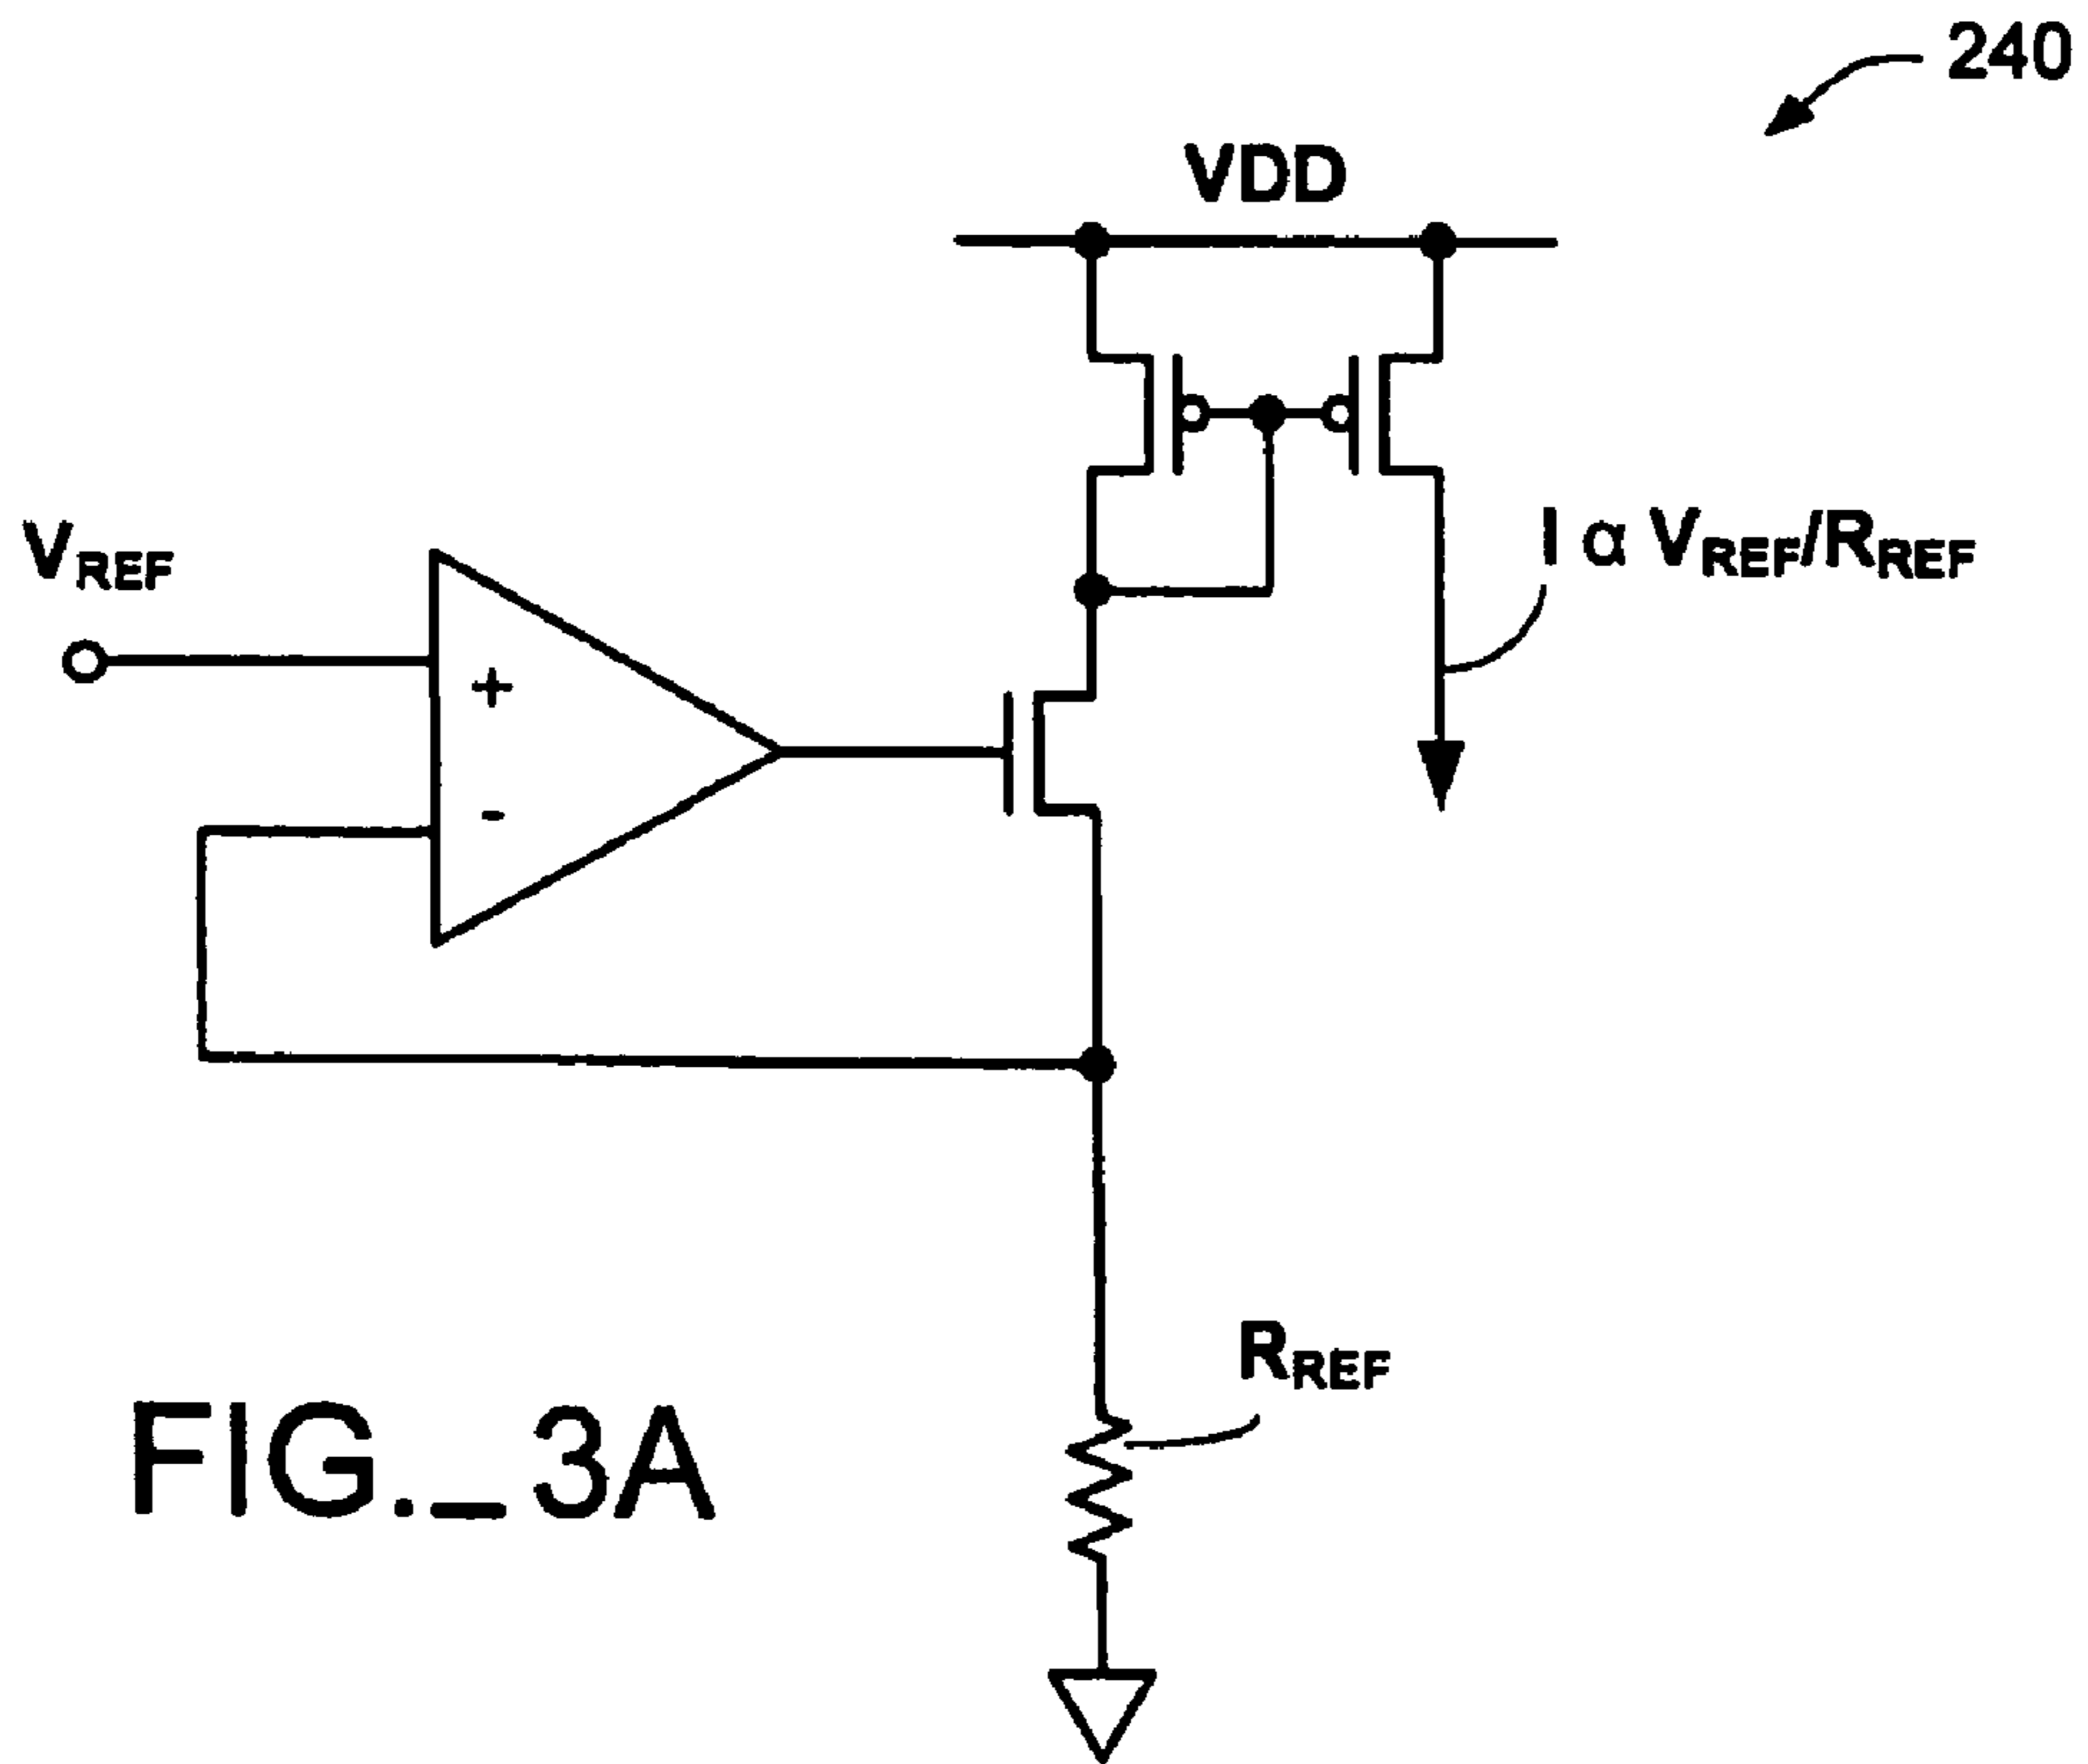 240
VDD
VREF
I α VREF/RREF
+
-
RREF
FIG._3A